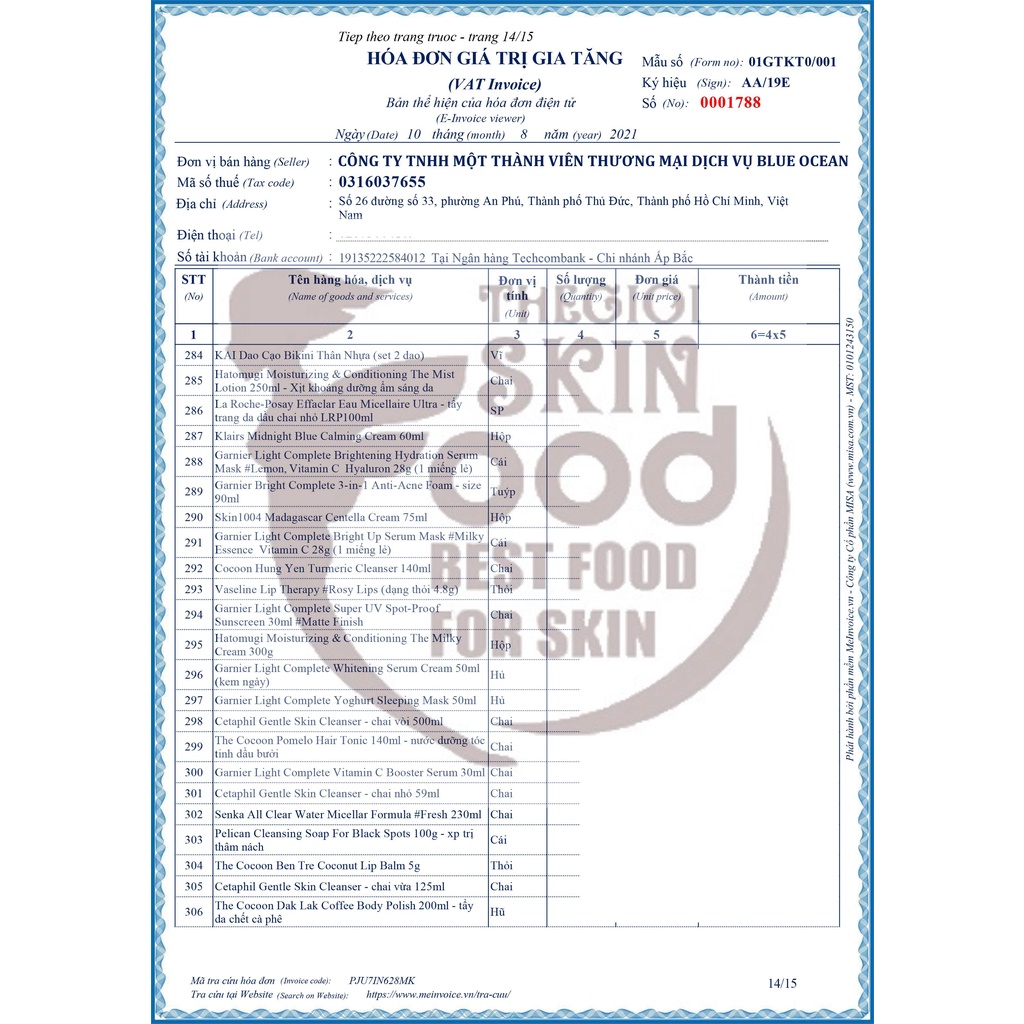 Tiep theo trang truoc - trang 14/15
HÓA ĐƠN GIÁ TRỊ GIA TĂNG
(VAT Invoice)
Bản thể hiện của hóa đơn điện tử
(E-Invoice viewer)
Ngày (Date) 10 tháng (month) 8 năm (year) 2021
Mẫu số (Form no): 01GTKT0/001
Ký hiệu (Sign): AA/19E
Số (No): 0001788
Đơn vị bán hàng (Seller) : CÔNG TY TNHH MỘT THÀNH VIÊN THƯƠNG MẠI DỊCH VỤ BLUE OCEAN
Mã số thuế (Tax code) : 0316037655
Địa chỉ (Address) : Số 26 đường số 33, phường An Phú, Thành phố Thủ Đức, Thành phố Hồ Chí Minh, Việt
Nam
Điện thoại (Tel) :
Số tài khoản (Bank account) : 19135222584012 Tại Ngân hàng Techcombank - Chi nhánh Ấp Bắc
STT Tên hàng hóa, dịch vụ Đơn vị tính Số lượng Đơn giá Thành tiền
(No) (Name of goods and services) (Unit) (Quantity) (Unit price) (Amount)
1 2 3 4 5 6=4x5
284 KAI Dao Cạo Bikini Thân Nhựa (set 2 dao) Vĩ
285 Hatomugi Moisturizing & Conditioning The Mist
Lotion 250ml - Xịt khoáng dưỡng ẩm sáng da Chai
286 La Roche-Posay Effaclar Eau Micellaire Ultra - tẩy
trang da dầu chai nhỏ LRP100ml SP
287 Klairs Midnight Blue Calming Cream 60ml Hộp
288 Garnier Light Complete Brightening Hydration Serum
Mask #Lemon, Vitamin C Hyaluron 28g (1 miếng lẻ) Cái
289 Garnier Bright Complete 3-in-1 Anti-Acne Foam - size
90ml Tuýp
290 Skin1004 Madagascar Centella Cream 75ml Hộp
291 Garnier Light Complete Bright Up Serum Mask #Milky
Essence Vitamin C 28g (1 miếng lẻ) Cái
292 Cocoon Hung Yen Turmeric Cleanser 140ml Chai
293 Vaseline Lip Therapy #Rosy Lips (dạng thỏi 4.8g) Thỏi
294 Garnier Light Complete Super UV Spot-Proof
Sunscreen 30ml #Matte Finish Chai
295 Hatomugi Moisturizing & Conditioning The Milky
Cream 300g Hộp
296 Garnier Light Complete Whitening Serum Cream 50ml
(kem ngày) Hủ
297 Garnier Light Complete Yoghurt Sleeping Mask 50ml Hủ
298 Cetaphil Gentle Skin Cleanser - chai vòi 500ml Chai
299 The Cocoon Pomelo Hair Tonic 140ml - nước dưỡng tóc
tinh dầu bưởi Chai
300 Garnier Light Complete Vitamin C Booster Serum 30ml Chai
301 Cetaphil Gentle Skin Cleanser - chai nhỏ 59ml Chai
302 Senka All Clear Water Micellar Formula #Fresh 230ml Chai
303 Pelican Cleansing Soap For Black Spots 100g - xp trị
thâm nách Cái
304 The Cocoon Ben Tre Coconut Lip Balm 5g Thỏi
305 Cetaphil Gentle Skin Cleanser - chai vừa 125ml Chai
306 The Cocoon Dak Lak Coffee Body Polish 200ml - tẩy
da chết cà phê Hũ
THEGIOI
SKIN
Food
BEST FOOD
FOR SKIN
Phát hành bởi phần mềm MeInvoice.vn - Công ty Cổ phần MISA (www.misa.com.vn) - MST: 0101243150
Mã tra cứu hóa đơn (Invoice code): PJU7IN628MK
Tra cứu tại Website (Search on Website): https://www.meinvoice.vn/tra-cuu/
14/15